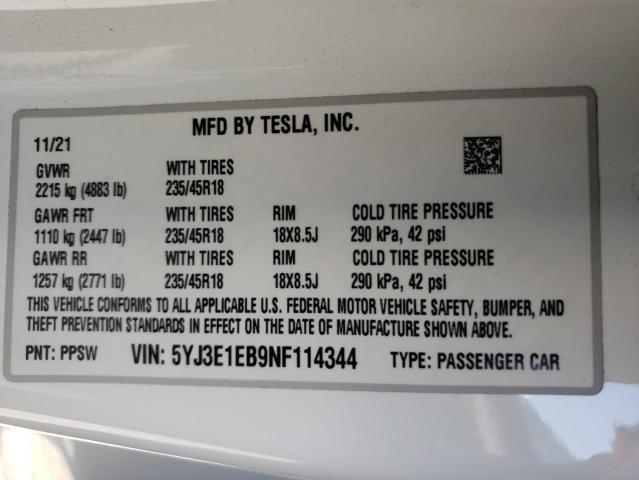 MFD BY TESLA, INC.
11/21
GVWR WITH TIRES
2215 kg (4883 lb) 235/45R18
GAWR FRT WITH TIRES RIM COLD TIRE PRESSURE
1110 kg (2447 lb) 235/45R18 18X8.5J 290 kPa, 42 psi
GAWR RR WITH TIRES RIM COLD TIRE PRESSURE
1257 kg (2771 lb) 235/45R18 18X8.5J 290 kPa, 42 psi
THIS VEHICLE CONFORMS TO ALL APPLICABLE U.S. FEDERAL MOTOR VEHICLE SAFETY, BUMPER, AND
THEFT PREVENTION STANDARDS IN EFFECT ON THE DATE OF MANUFACTURE SHOWN ABOVE.
PNT: PPSW VIN: 5YJ3E1EB9NF114344 TYPE: PASSENGER CAR